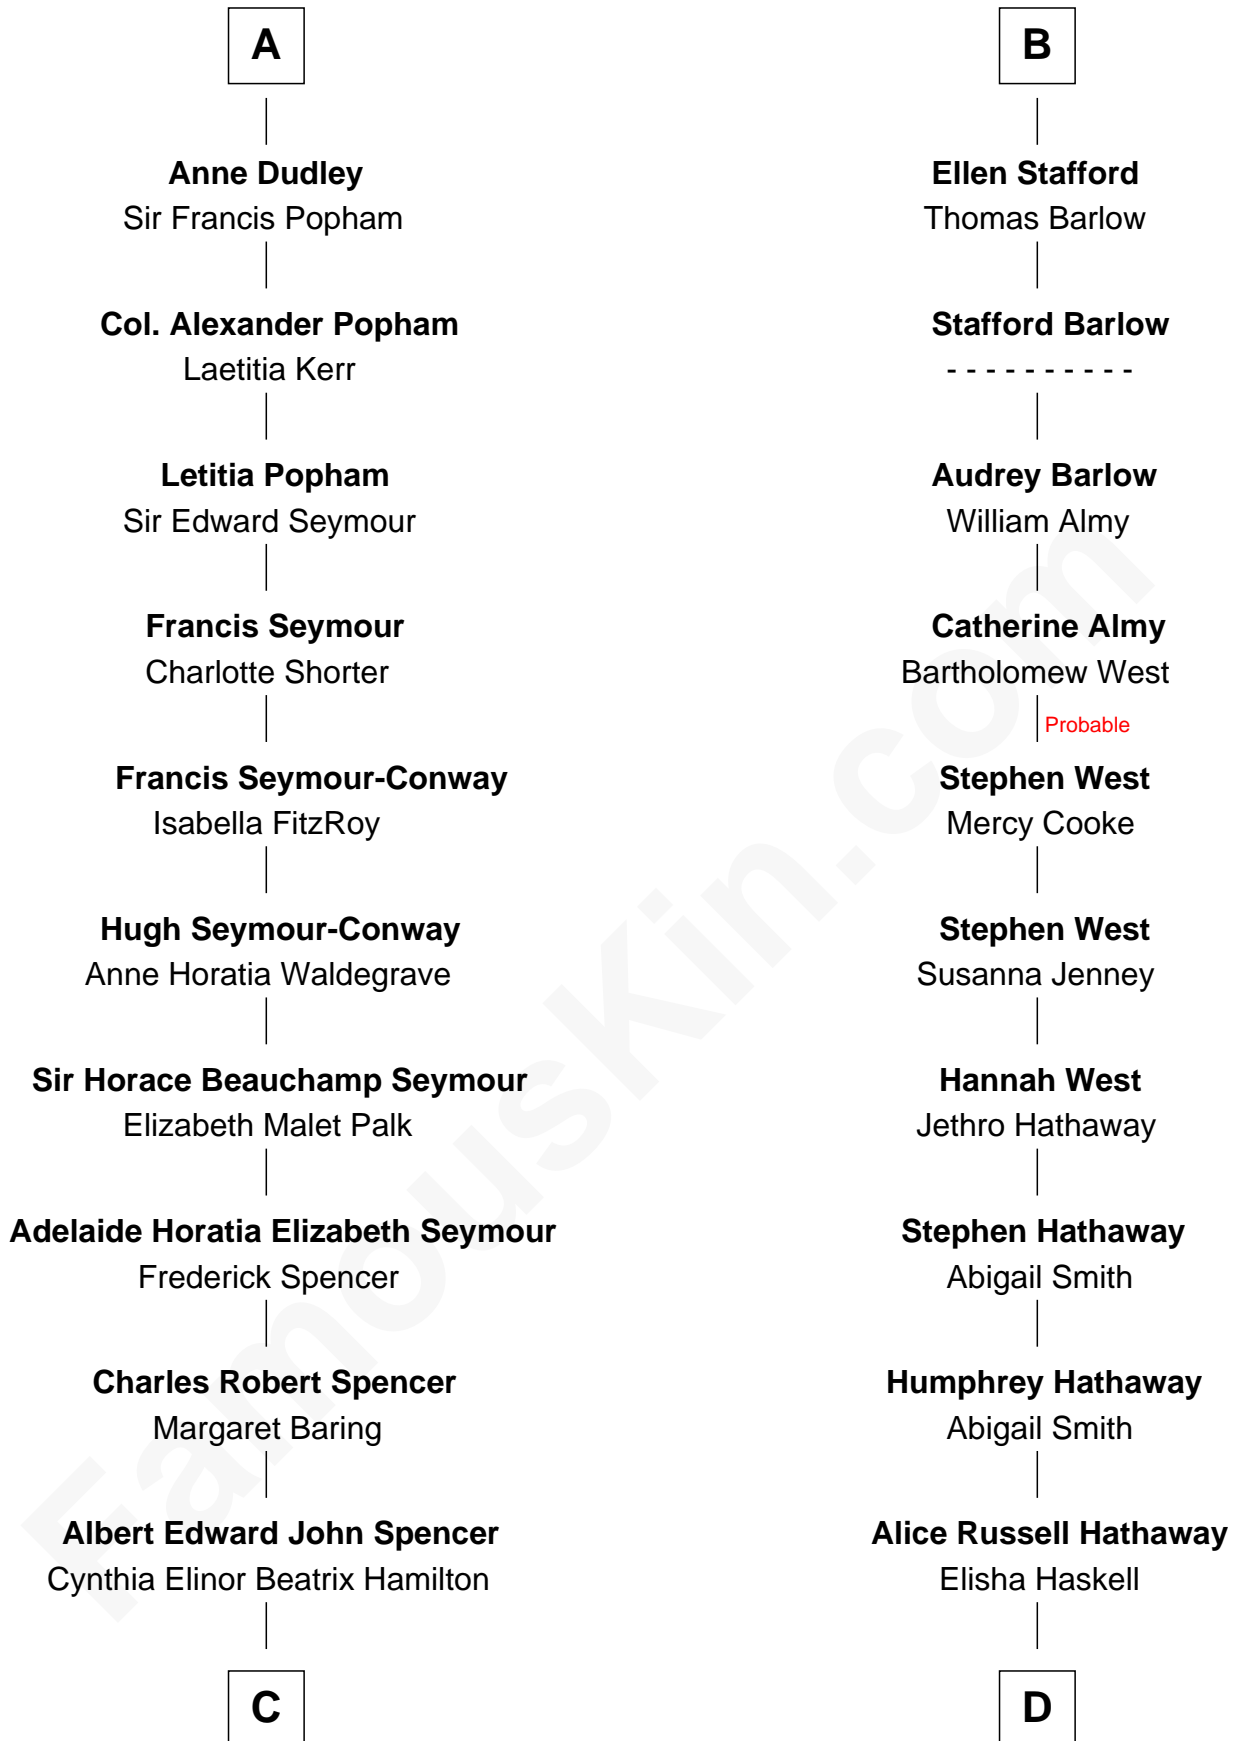 A
Anne Dudley
Sir Francis Popham
Col. Alexander Popham
Laetitia Kerr
Letitia Popham
Sir Edward Seymour
Francis Seymour
Charlotte Shorter
Francis Seymour-Conway
Isabella FitzRoy
Hugh Seymour-Conway
Anne Horatia Waldegrave
Sir Horace Beauchamp Seymour
Elizabeth Malet Palk
Adelaide Horatia Elizabeth Seymour
Frederick Spencer
Charles Robert Spencer
Margaret Baring
Albert Edward John Spencer
Cynthia Elinor Beatrix Hamilton
C
B
Ellen Stafford
Thomas Barlow
Stafford Barlow
- - - - - - - - - -
Audrey Barlow
William Almy
Catherine Almy
Bartholomew West
Probable
Stephen West
Mercy Cooke
Stephen West
Susanna Jenney
Hannah West
Jethro Hathaway
Stephen Hathaway
Abigail Smith
Humphrey Hathaway
Abigail Smith
Alice Russell Hathaway
Elisha Haskell
D
FamousKin.com